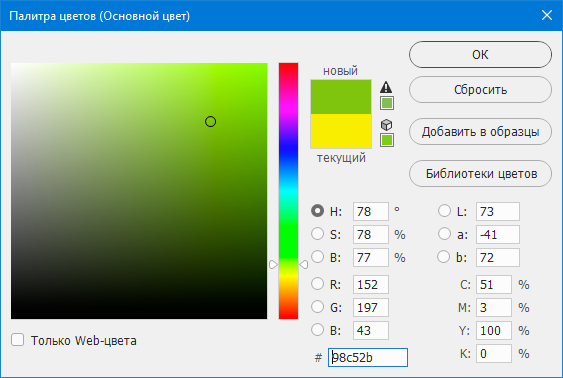 Палитра цветов (Основной цвет)
новый
текущий
ОК
Сбросить
Добавить в образцы
Библиотеки цветов
H: 78 °
S: 78 %
B: 77 %
R: 152
G: 197
B: 43
# 98c52b
L: 73
a: -41
b: 72
C: 51 %
M: 3 %
Y: 100 %
K: 0 %
Только Web-цвета